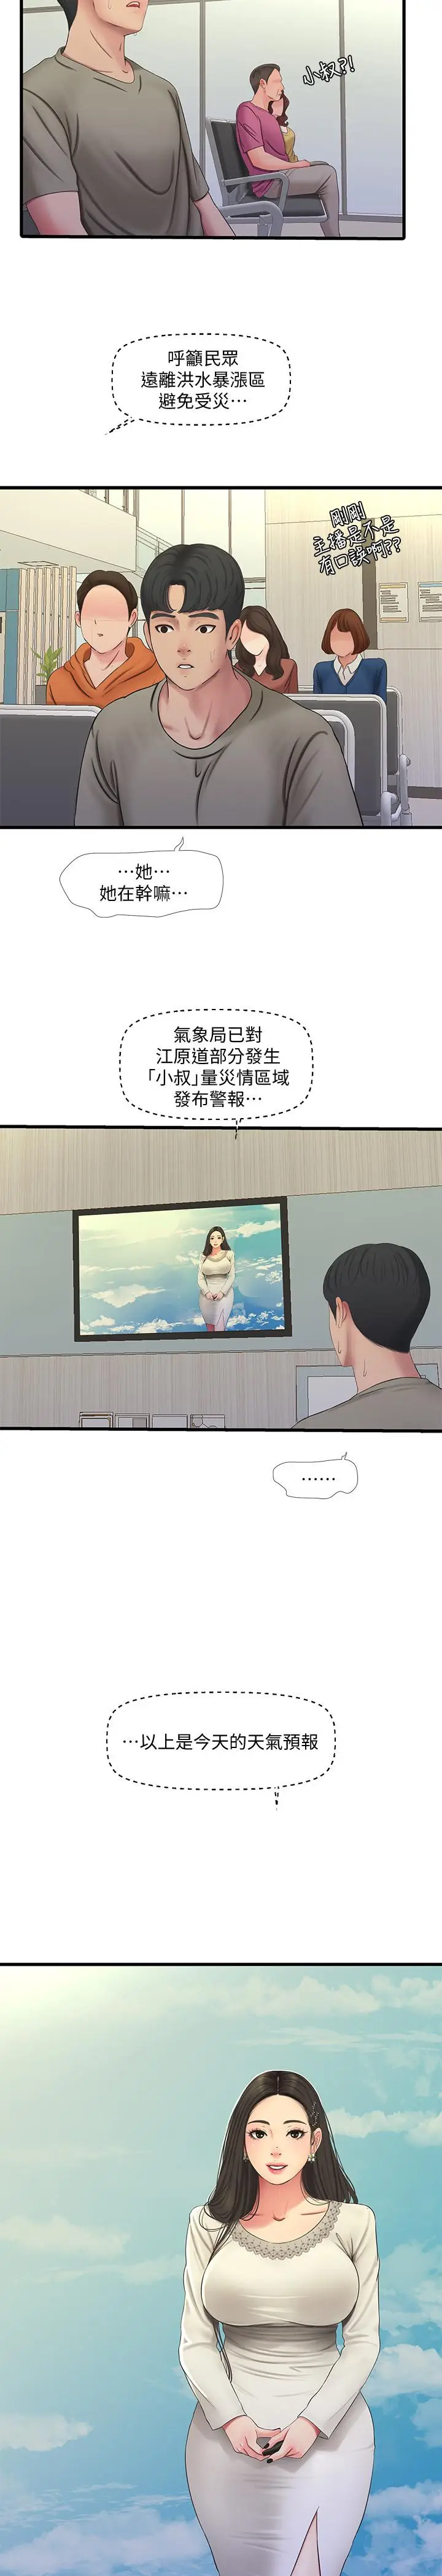 小叔?!
呼籲民眾
遠離洪水暴漲區
避免受災…
剛剛
主播是不是
有口誤啊??
…她…
她在幹嘛…
氣象局已對
江原道部分發生
「小叔」量災情區域
發布警報…
……
…以上是今天的天氣預報